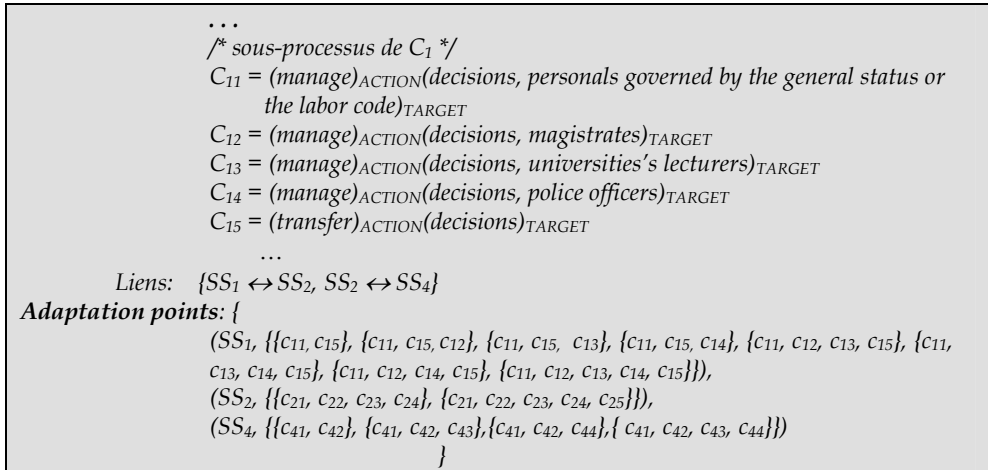 . . .
/* sous-processus de C1 */
C11 = (manage)ACTION(decisions, personals governed by the general status or
the labor code)TARGET
C12 = (manage)ACTION(decisions, magistrates)TARGET
C13 = (manage)ACTION(decisions, universities's lecturers)TARGET
C14 = (manage)ACTION(decisions, police officers)TARGET
C15 = (transfer)ACTION(decisions)TARGET
…
Liens: {SS1 ↔ SS2, SS2 ↔ SS4}
Adaptation points: {
(SS1, {{c11, c15}, {c11, c15, c12}, {c11, c15, c13}, {c11, c15, c14}, {c11, c12, c13, c15}, {c11,
c13, c14, c15}, {c11, c12, c14, c15}, {c11, c12, c13, c14, c15}}),
(SS2, {{c21, c22, c23, c24}, {c21, c22, c23, c24, c25}}),
(SS4, {{c41, c42}, {c41, c42, c43},{c41, c42, c44},{ c41, c42, c43, c44}})
}